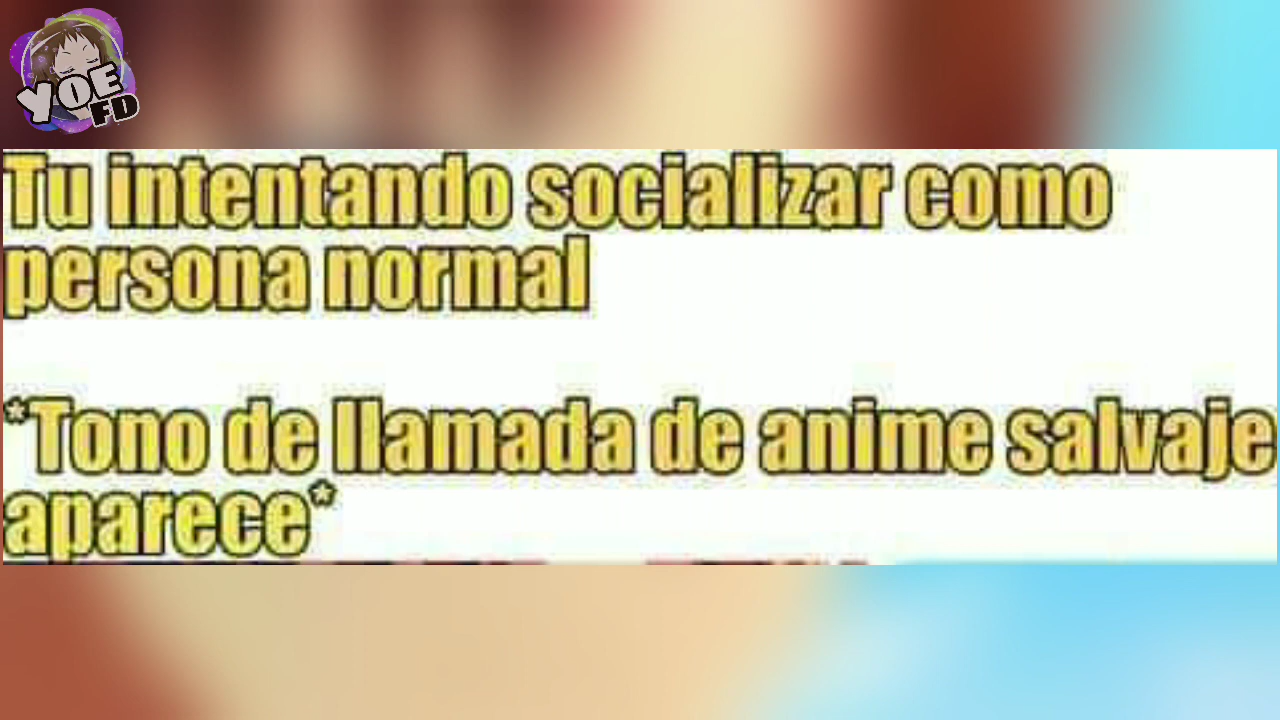 YOE
FD
Tu intentando socializar como
persona normal
*Tono de llamada de anime salvaje
aparece*